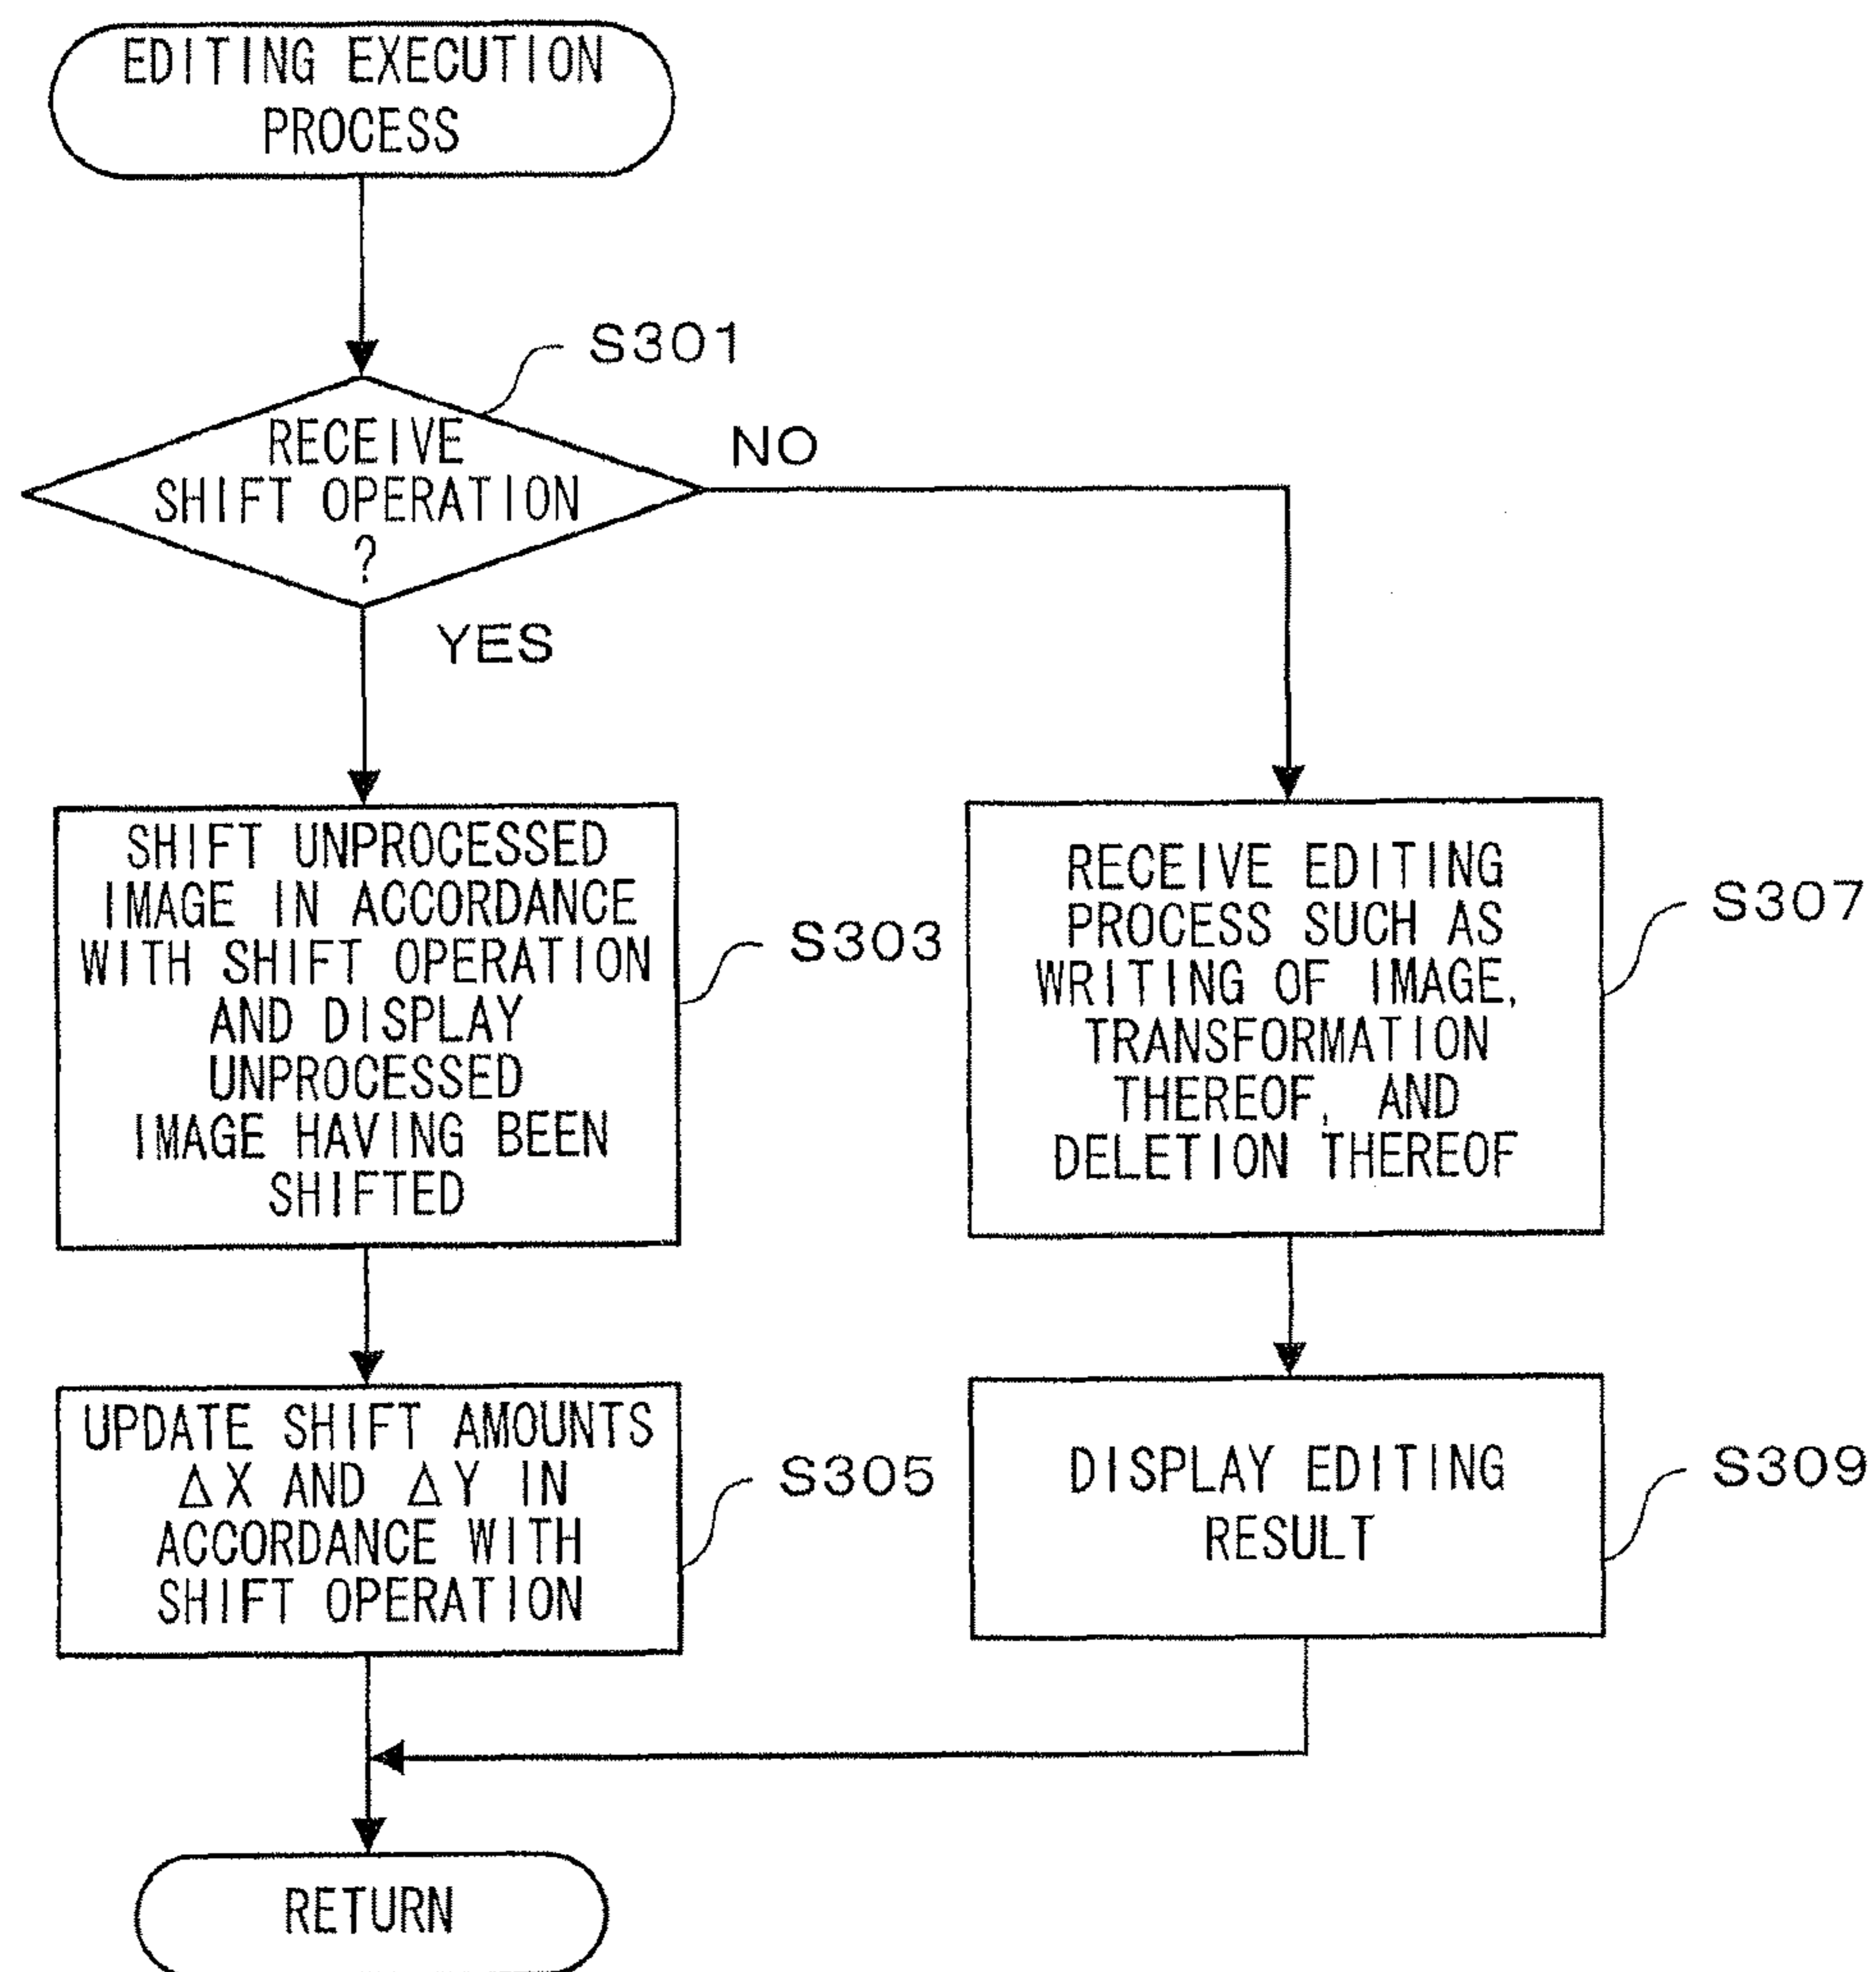 EDITING EXECUTION
PROCESS
S301
RECEIVE
SHIFT OPERATION
?
NO
YES
SHIFT UNPROCESSED
IMAGE IN ACCORDANCE
WITH SHIFT OPERATION
AND DISPLAY
UNPROCESSED
IMAGE HAVING BEEN
SHIFTED
S303
RECEIVE EDITING
PROCESS SUCH AS
WRITING OF IMAGE,
TRANSFORMATION
THEREOF, AND
DELETION THEREOF
S307
UPDATE SHIFT AMOUNTS
ΔX AND ΔY IN
ACCORDANCE WITH
SHIFT OPERATION
S305
DISPLAY EDITING
RESULT
S309
RETURN